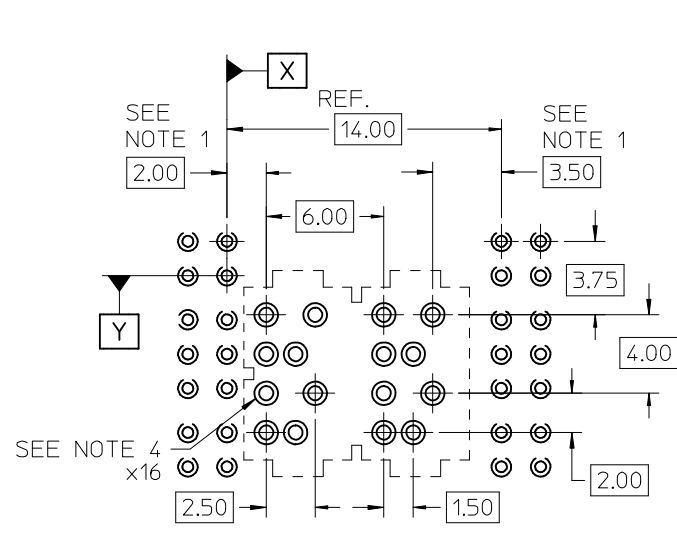 X
REF.
SEE
NOTE 1
14.00
SEE
NOTE 1
2.00
3.50
6.00
3.75
Y
4.00
SEE NOTE 4
x16
2.00
2.50
1.50